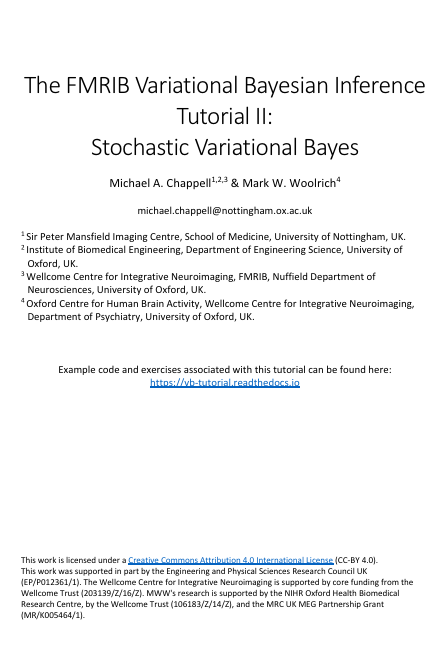 The FMRIB Variational Bayesian Inference
Tutorial II:
Stochastic Variational Bayes
Michael A. Chappell1,2,3 & Mark W. Woolrich4
michael.chappell@nottingham.ox.ac.uk
1 Sir Peter Mansfield Imaging Centre, School of Medicine, University of Nottingham, UK.
2 Institute of Biomedical Engineering, Department of Engineering Science, University of
Oxford, UK.
3 Wellcome Centre for Integrative Neuroimaging, FMRIB, Nuffield Department of
Neurosciences, University of Oxford, UK.
4 Oxford Centre for Human Brain Activity, Wellcome Centre for Integrative Neuroimaging,
Department of Psychiatry, University of Oxford, UK.
Example code and exercises associated with this tutorial can be found here:
https://vb-tutorial.readthedocs.io
This work is licensed under a Creative Commons Attribution 4.0 International License (CC-BY 4.0).
This work was supported in part by the Engineering and Physical Sciences Research Council UK
(EP/P012361/1). The Wellcome Centre for Integrative Neuroimaging is supported by core funding from the
Wellcome Trust (203139/Z/16/Z). MWW's research is supported by the NIHR Oxford Health Biomedical
Research Centre, by the Wellcome Trust (106183/Z/14/Z), and the MRC UK MEG Partnership Grant
(MR/K005464/1).